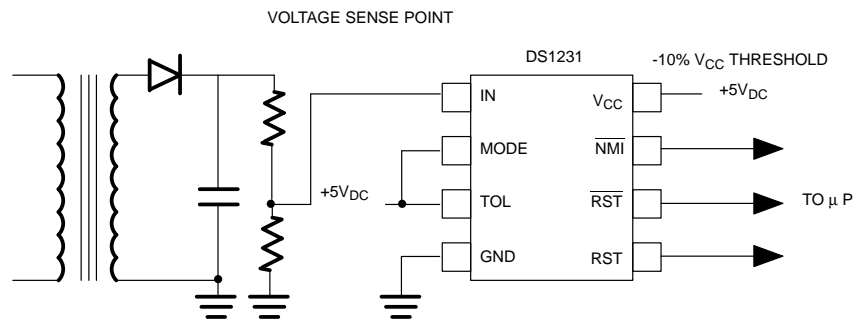 VOLTAGE SENSE POINT
DS1231
-10% VCC THRESHOLD
IN
VCC
+5VDC
MODE
NMI
+5VDC
TOL
RST
TO μ P
GND
RST